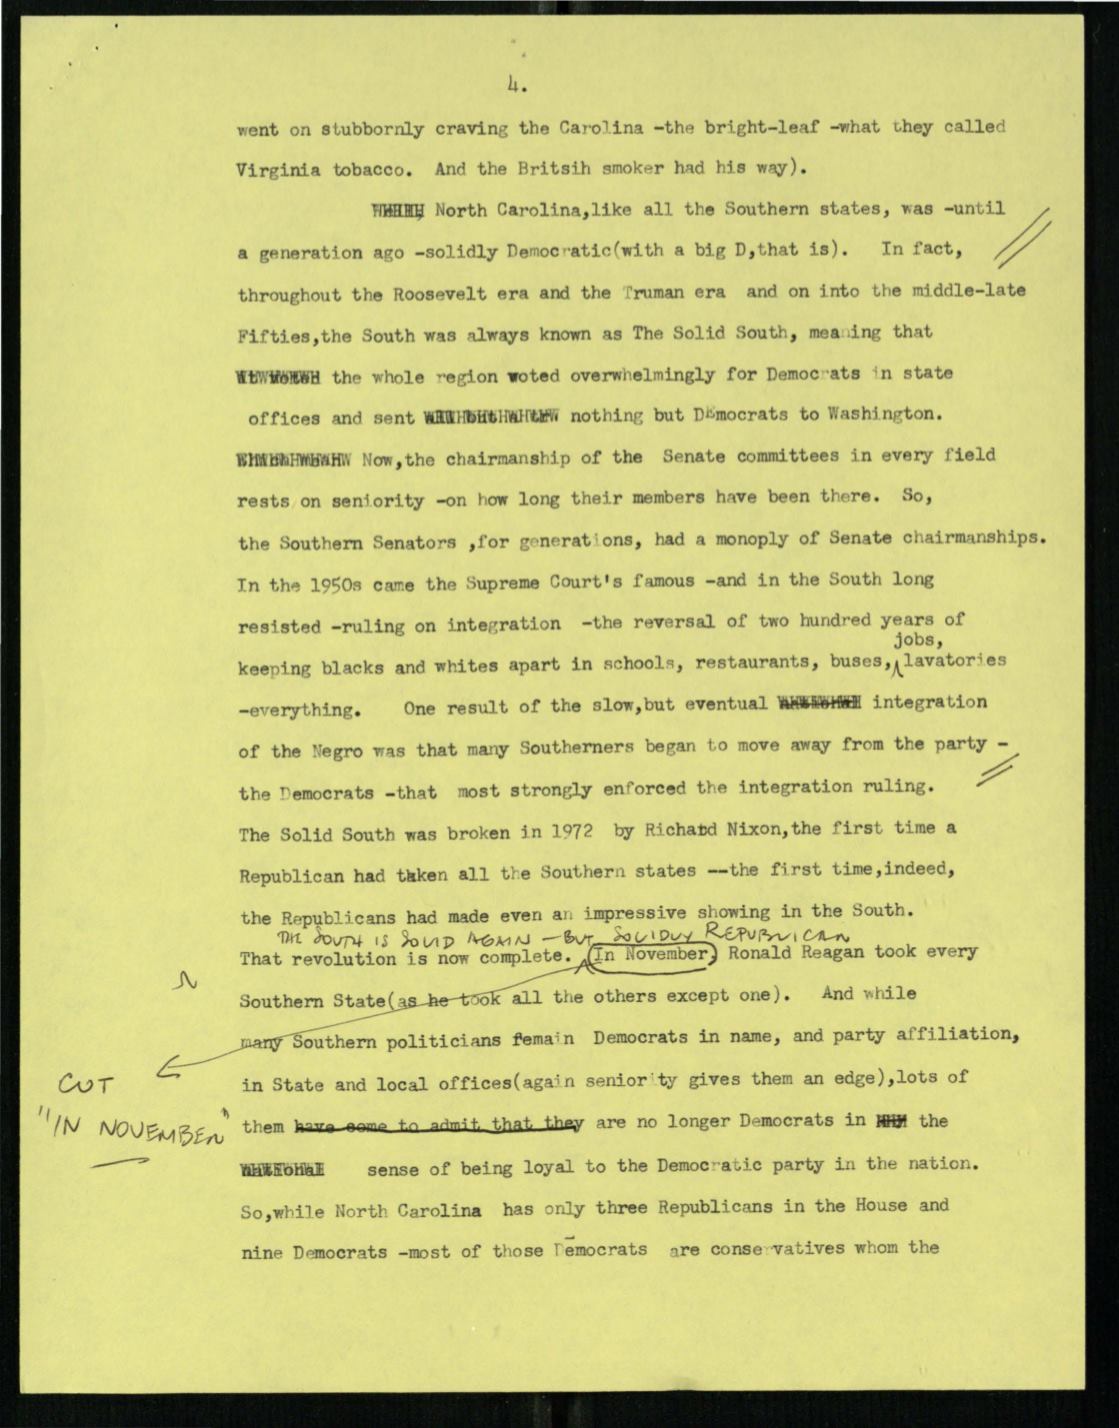 4.
went on stubbornly craving the Carolina -the bright-leaf -what they called
Virginia tobacco. And the Britsih smoker had his way).
North Carolina,like all the Southern states, was -until
a generation ago -solidly Democratic(with a big D,that is). In fact,
throughout the Roosevelt era and the Truman era and on into the middle-late
Fifties,the South was always known as The Solid South, meaning that
the whole region voted overwhelmingly for Democrats in state
offices and sent nothing but Democrats to Washington.
Now,the chairmanship of the Senate committees in every field
rests on seniority -on how long their members have been there. So,
the Southern Senators ,for generations, had a monoply of Senate chairmanships.
In the 1950s came the Supreme Court's famous -and in the South long
resisted -ruling on integration -the reversal of two hundred years of
jobs,
keeping blacks and whites apart in schools, restaurants, buses, lavatories
-everything. One result of the slow,but eventual integration
of the Negro was that many Southerners began to move away from the party -
the Democrats -that most strongly enforced the integration ruling.
The Solid South was broken in 1972 by Richard Nixon,the first time a
Republican had taken all the Southern states --the first time,indeed,
the Republicans had made even an impressive showing in the South.
THE SOUTH IS SOLID AGAIN - BUT SOLIDLY REPUBLICAN
That revolution is now complete. In November, Ronald Reagan took every
Southern State(as he took all the others except one). And while
many Southern politicians remain Democrats in name, and party affiliation,
in State and local offices(again seniority gives them an edge),lots of
CUT
"IN NOVEMBER"
them have come to admit that they are no longer Democrats in the
national sense of being loyal to the Democratic party in the nation.
So,while North Carolina has only three Republicans in the House and
nine Democrats -most of those Democrats are conservatives whom the